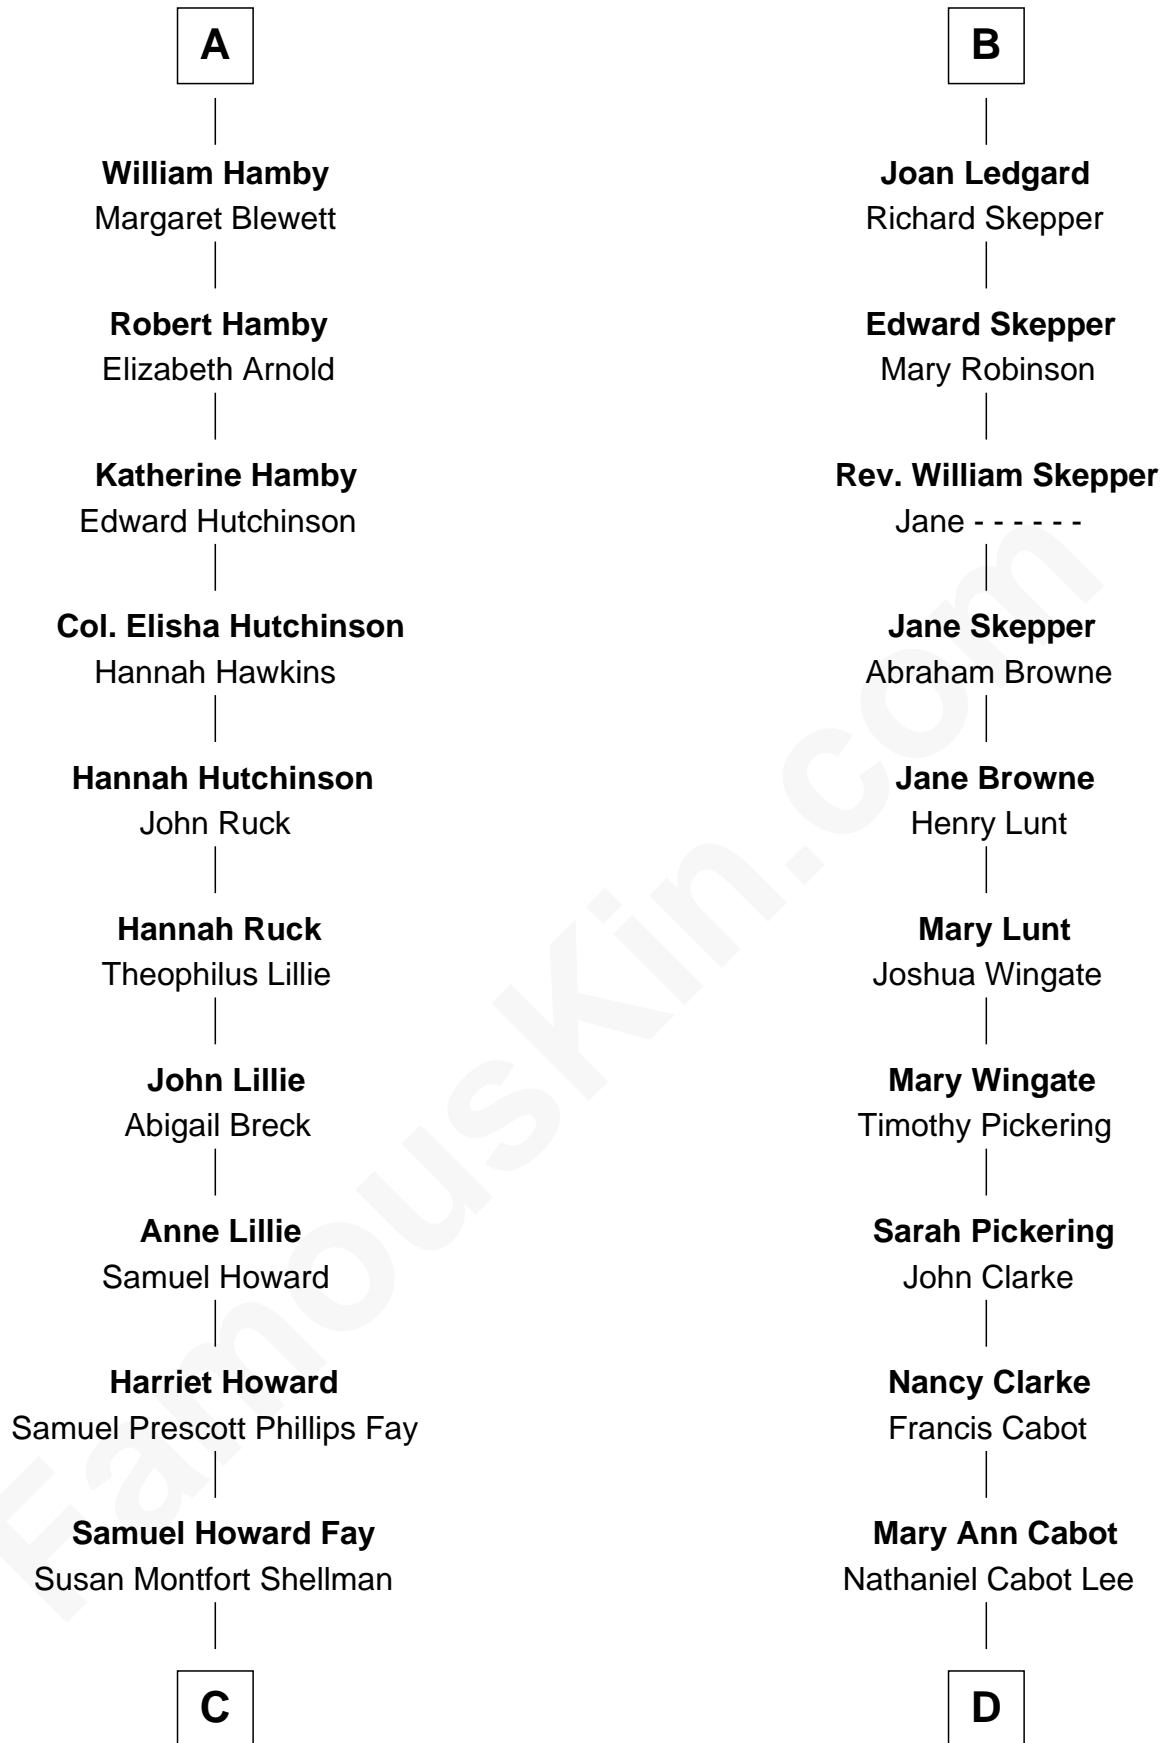 A
William Hamby
Margaret Blewett
Robert Hamby
Elizabeth Arnold
Katherine Hamby
Edward Hutchinson
Col. Elisha Hutchinson
Hannah Hawkins
Hannah Hutchinson
John Ruck
Hannah Ruck
Theophilus Lillie
John Lillie
Abigail Breck
Anne Lillie
Samuel Howard
Harriet Howard
Samuel Prescott Phillips Fay
Samuel Howard Fay
Susan Montfort Shellman
C
B
Joan Ledgard
Richard Skepper
Edward Skepper
Mary Robinson
Rev. William Skepper
Jane - - - - - -
Jane Skepper
Abraham Browne
Jane Browne
Henry Lunt
Mary Lunt
Joshua Wingate
Mary Wingate
Timothy Pickering
Sarah Pickering
John Clarke
Nancy Clarke
Francis Cabot
Mary Ann Cabot
Nathaniel Cabot Lee
D
FamousKin.com